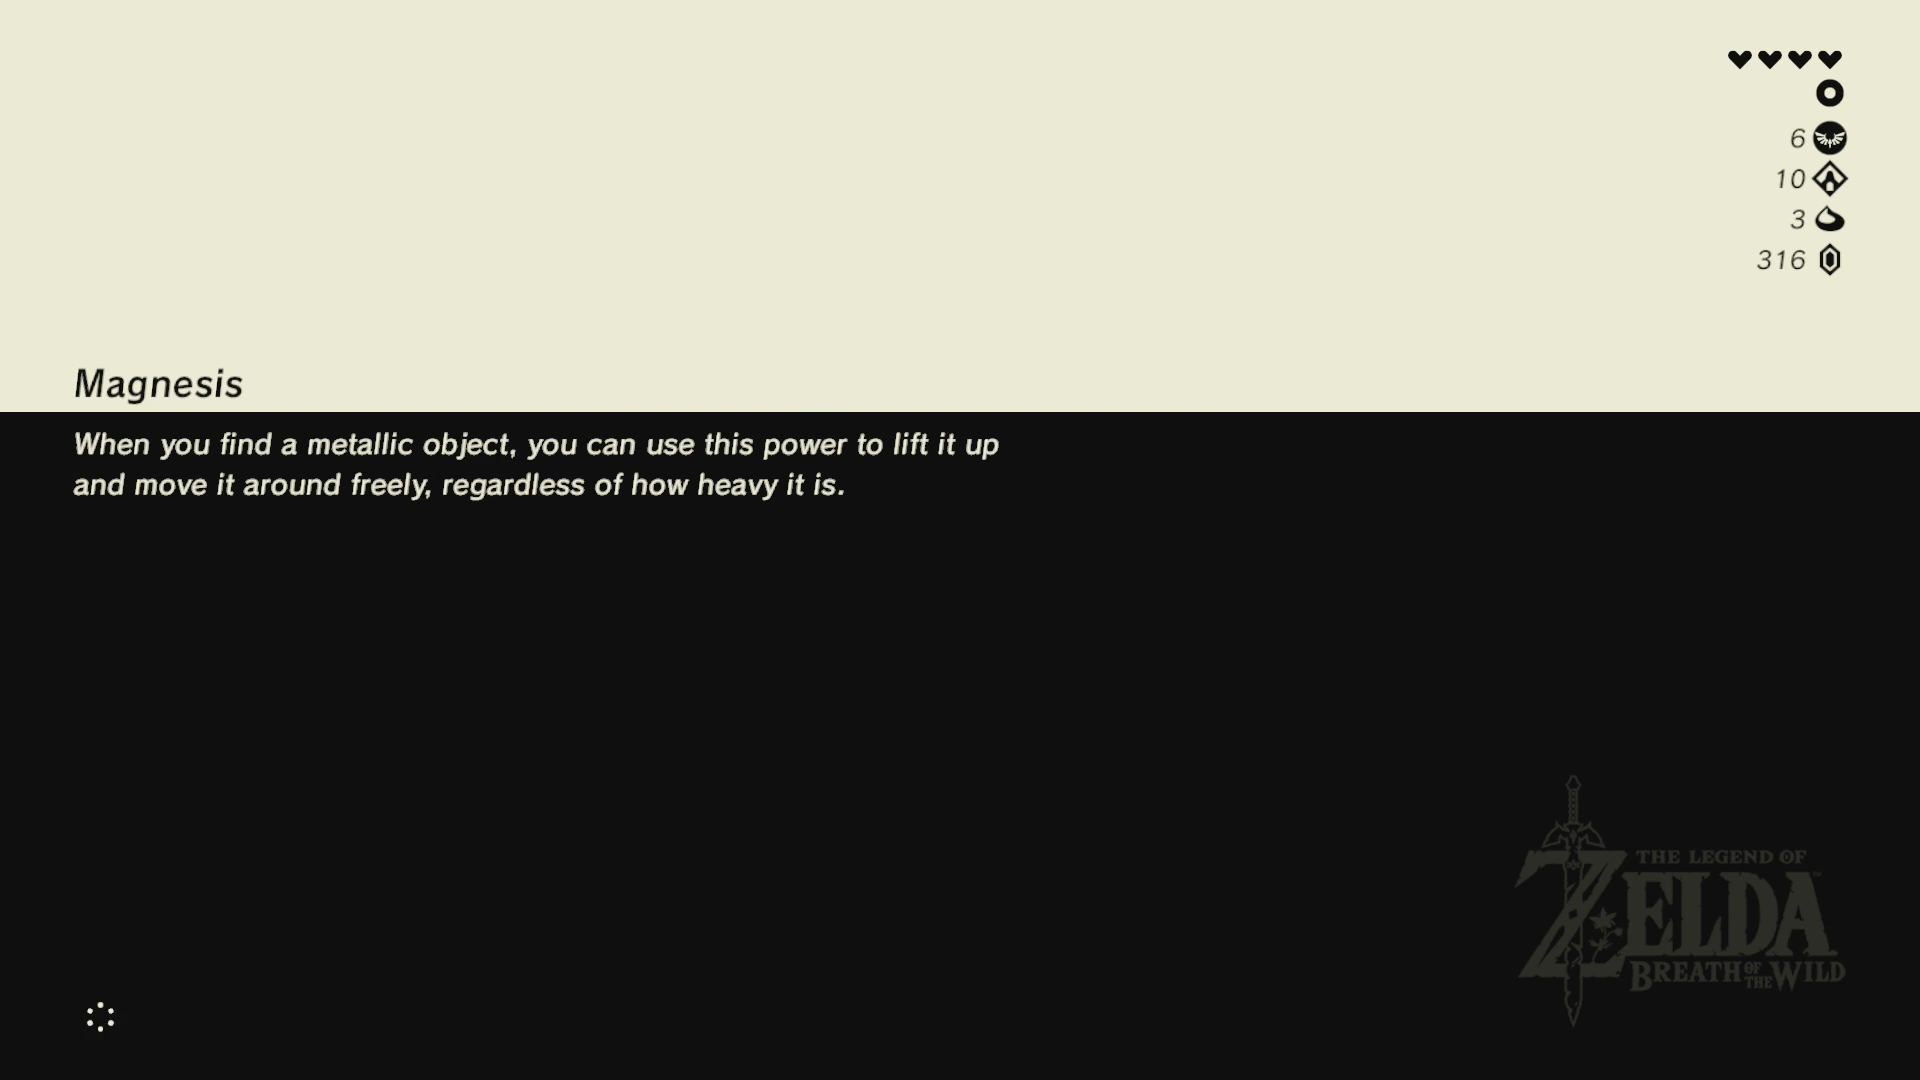 6
10
3
316
Magnesis
When you find a metallic object, you can use this power to lift it up
and move it around freely, regardless of how heavy it is.
THE LEGEND OF
ZELDA
™
BREATH OF THE WILD